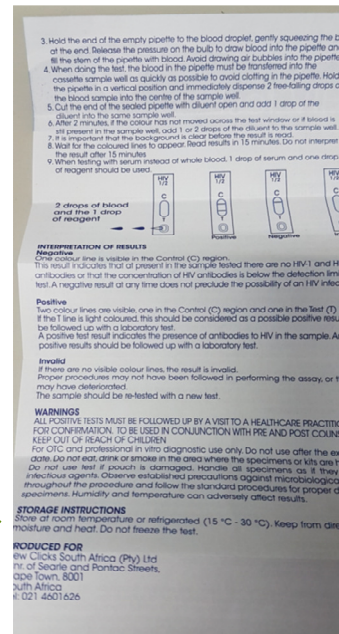 3. Hold the end of the empty pipette to the blood droplet, gently squeezing the b
at the end. Release the pressure on the bulb to draw blood into the pipette an
fill the stem of the pipette with blood. Avoid drawing air bubbles into the pipette
4. When doing the test, the blood in the pipette must be transferred into the
cassette sample well as quickly as possible to avoid clotting in the pipette. Hold
the pipette in a vertical position and immediately dispense 2 free-falling drops o
the blood sample into the centre of the sample well.
5. Cut the end of the sealed pipette with diluent open and add 1 drop of the
diluent into the same sample well.
6. After 2 minutes, if the colour has not moved across the test window or if blood is
still present in the sample well, add 1 or 2 drops of the diluent to the sample well.
7. It is important that the background is clear before the result is read.
8. Wait for the coloured lines to appear. Read results in 15 minutes. Do not interpre
the result after 15 minutes
9. When testing with serum instead of whole blood, 1 drop of serum and one drop
of reagent should be used.
HIV 1/2 HIV 1/2 HIV 1/2 HIV 1/2
C C C C
2 drops of blood
and the 1 drop
of reagent
Positive Negative
INTERPRETATION OF RESULTS
Negative
One colour line is visible in the Control (C) region.
This result indicates that at present in the sample tested there are no HIV-1 and H
antibodies or that the concentration of HIV antibodies is below the detection limi
test. A negative result at any time does not preclude the possibility of an HIV infec
Positive
Two colour lines are visible, one in the Control (C) region and one in the Test (T)
If the T line is light coloured, this should be considered as a possible positive resu
be followed up with a laboratory test.
A positive test result indicates the presence of antibodies to HIV in the sample. A
positive results should be followed up with a laboratory test.
Invalid
If there are no visible colour lines, the result is invalid.
Proper procedures may not have been followed in performing the assay, or t
may have deteriorated.
The sample should be re-tested with a new test.
WARNINGS
ALL POSITIVE TESTS MUST BE FOLLOWED UP BY A VISIT TO A HEALTHCARE PRACTITIO
FOR CONFIRMATION. TO BE USED IN CONJUNCTION WITH PRE AND POST COUNS
KEEP OUT OF REACH OF CHILDREN
For OTC and professional in vitro diagnostic use only. Do not use after the ex
date. Do not eat, drink or smoke in the area where the specimens or kits are h
Do not use test if pouch is damaged. Handle all specimens as if they
infectious agents. Observe established precautions against microbiologica
throughout the procedure and follow the standard procedures for proper d
specimens. Humidity and temperature can adversely affect results.
STORAGE INSTRUCTIONS
Store at room temperature or refrigerated (15 °C - 30 °C). Keep from dire
moisture and heat. Do not freeze the test.
RODUCED FOR
ew Clicks South Africa (Pty) Ltd
nr. of Searle and Pontac Streets,
ape Town, 8001
outh Africa
l: 021 4601626